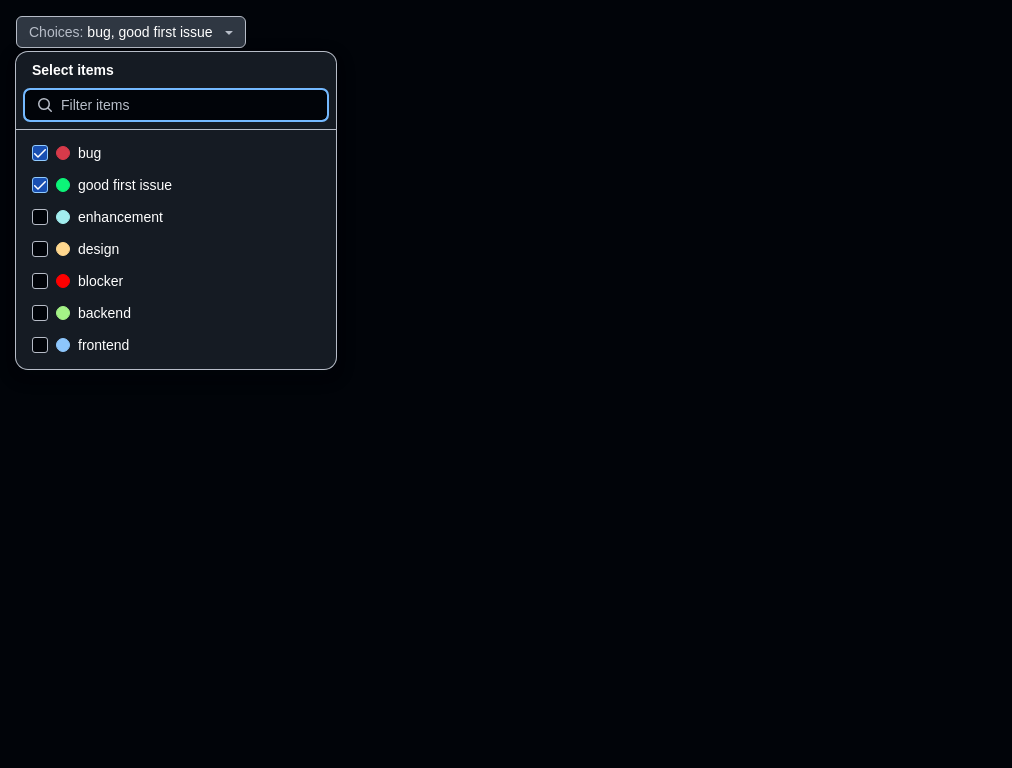 Choices: bug, good first issue
Select items
Filter items
bug
good first issue
enhancement
design
blocker
backend
frontend